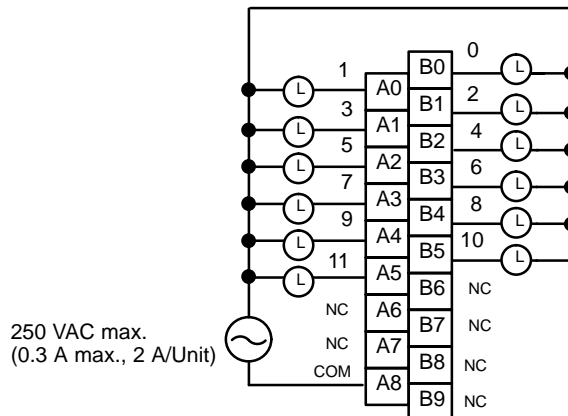 0
B0 L
1
L A0
B1 2 L
3
L A1
B2 4 L
5
L A2
B3 6 L
7
L A3
B4 8 L
9
L A4
B5 10 L
11
L A5
B6 NC
NC A6
B7 NC
250 VAC max.
(0.3 A max., 2 A/Unit)
NC A7
B8 NC
COM A8
B9 NC